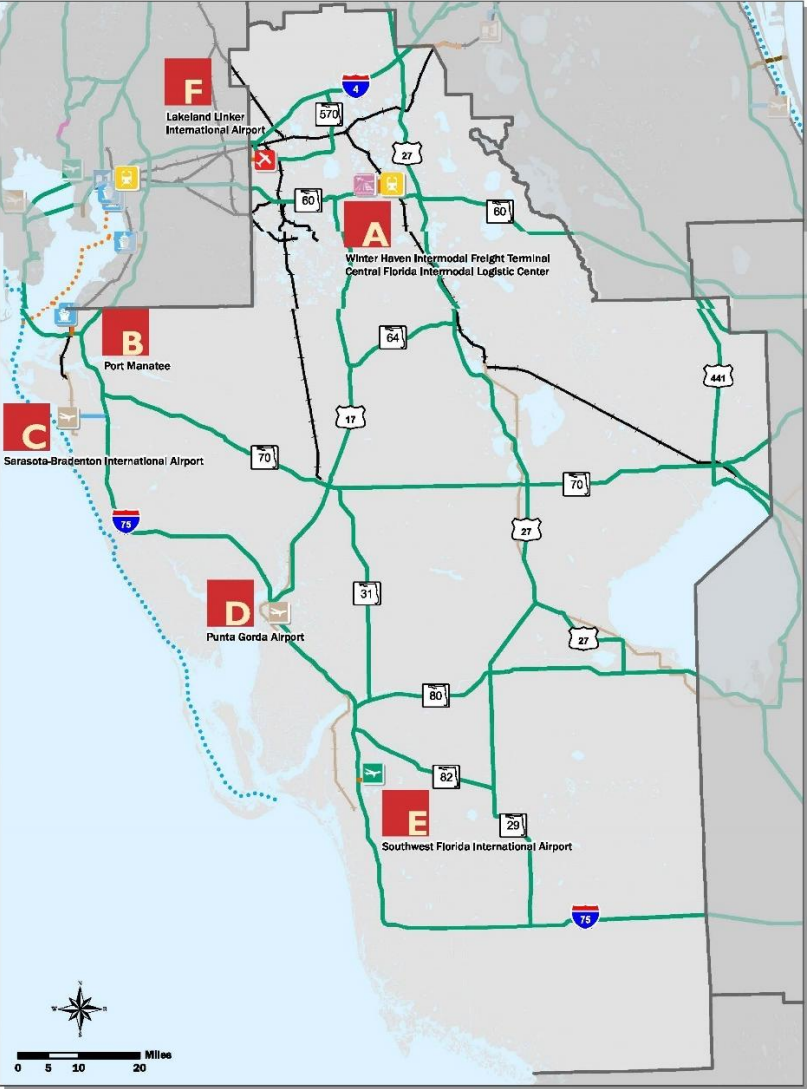 F
Lakeland Linker
International Airport
4
570
27
60
60
A
Winter Haven Intermodal Freight Terminal
Central Florida Intermodal Logistic Center
B
Port Manatee
64
441
17
C
Sarasota-Bradenton International Airport
70
70
75
27
31
D
Punta Gorda Airport
27
80
82
E
29
Southwest Florida International Airport
75
N
W
S
0 5 10 20 Miles